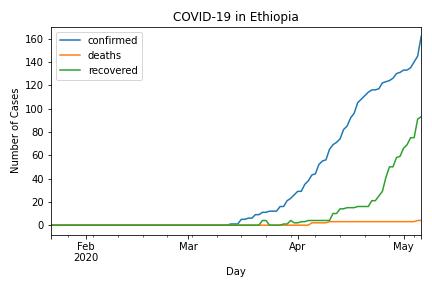 COVID-19 in Ethiopia
confirmed
deaths
recovered
Number of Cases
160
140
120
100
80
60
40
20
0
Feb
2020
Mar
Apr
May
Day